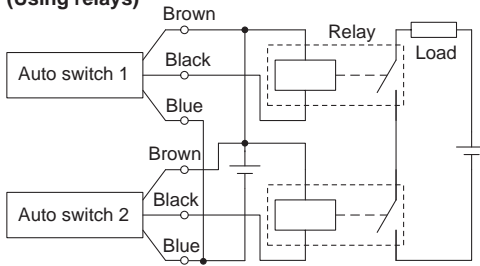 (Using relays)
Brown
Relay
Load
Auto switch 1
Black
Blue
Brown
Black
Auto switch 2
Blue